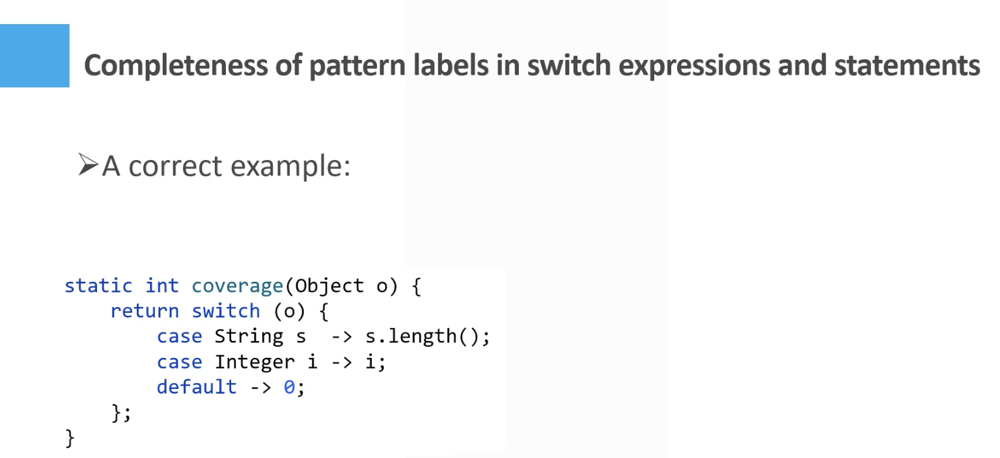 Completeness of pattern labels in switch expressions and statements
➢A correct example:
static int coverage(Object o) {
    return switch (o) {
        case String s  -> s.length();
        case Integer i -> i;
        default -> 0;
    };
}